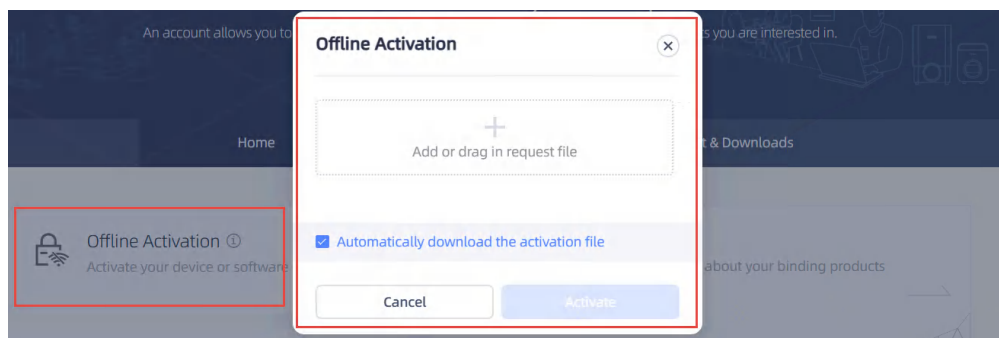 An account allows you to
s you are interested in.
Offline Activation
Add or drag in request file
Home
t & Downloads
Offline Activation
Activate your device or software
Automatically download the activation file
about your binding products
Cancel
Activate